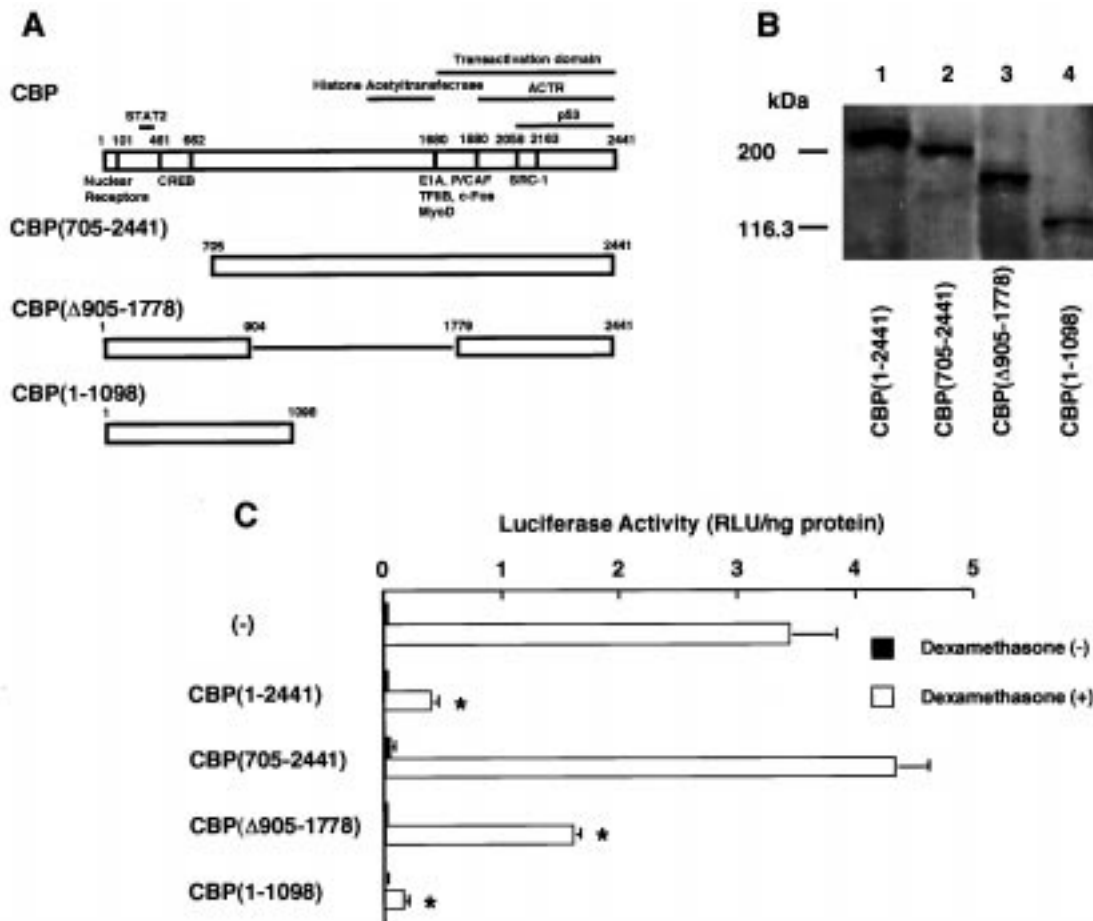 A
Transactivation domain
Histone Acetyltransfecrase
ACTR
CBP
STAT2
p53
1 101 461 662 1680 1880 2058 2163 2441
Nuclear
Receptors
CREB
E1A, P/CAF
TFIIB, c-Fos
MyoD
SRC-1
CBP(705-2441)
705 2441
CBP(Δ905-1778)
1 904 1779 2441
CBP(1-1098)
1 1098
B
1 2 3 4
kDa
200
116.3
CBP(1-2441)
CBP(705-2441)
CBP(Δ905-1778)
CBP(1-1098)
C
Luciferase Activity (RLU/ng protein)
0 1 2 3 4 5
(-)
CBP(1-2441) *
CBP(705-2441)
CBP(Δ905-1778) *
CBP(1-1098) *
Dexamethasone (-)
Dexamethasone (+)